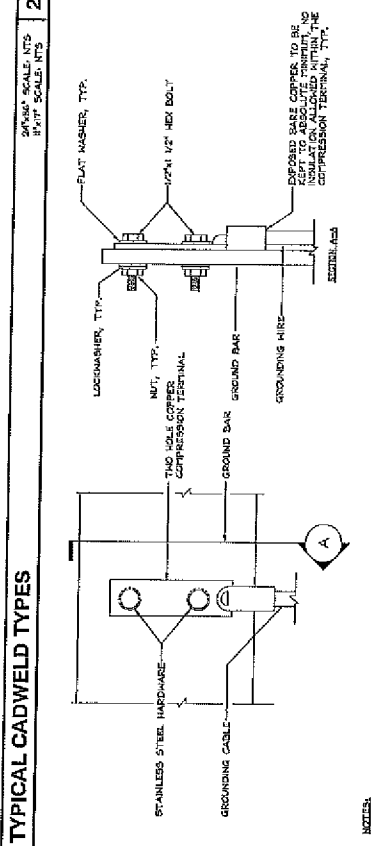 TYPICAL CADWELD TYPES
24"x36" SCALE: NTS
11"x17" SCALE: NTS
2
STAINLESS STEEL HARDWARE
GROUNDING CABLE
TWO HOLE COPPER
COMPRESSION TERMINAL
GROUND BAR
A
LOCKWASHER, TYP.
NUT, TYP.
GROUND BAR
GROUNDING WIRE
FLAT WASHER, TYP.
1/2"x1 1/2" HEX BOLT
EXPOSED BARE COPPER TO BE
KEPT TO ABSOLUTE MINIMUM, NO
INSULATION ALLOWED WITHIN THE
COMPRESSION TERMINAL, TYP.
SECTION A-A
NOTES: